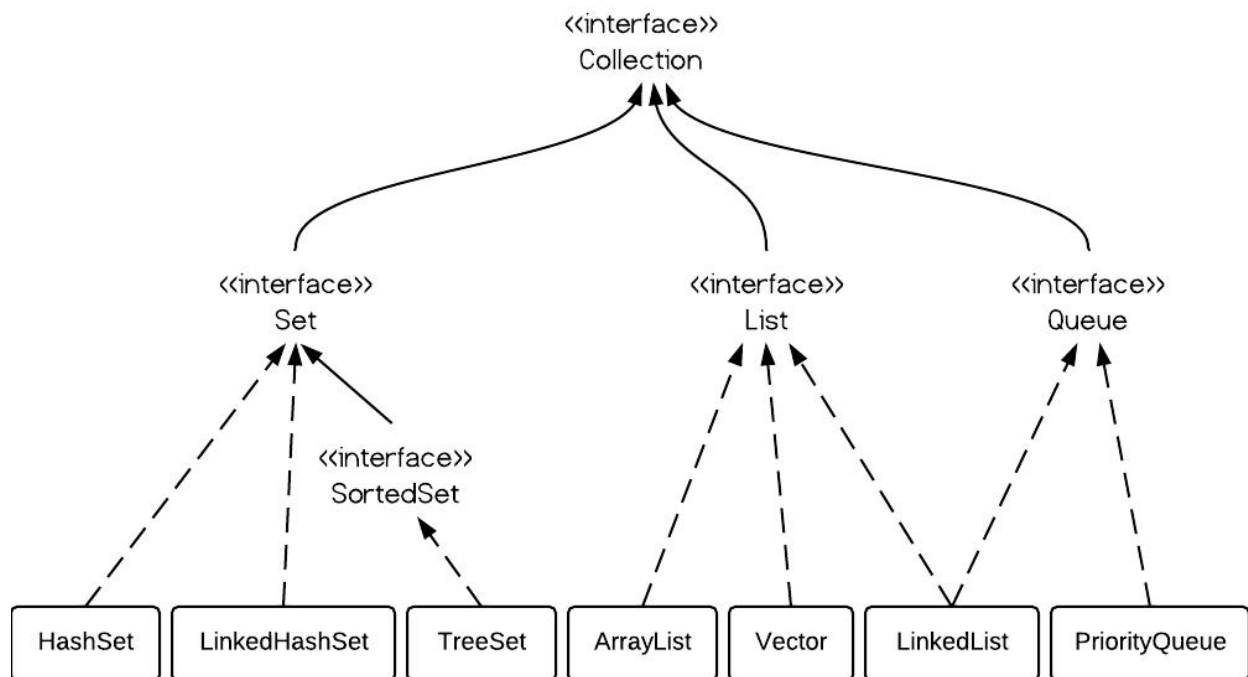 <<interface>>
Collection
<<interface>>
Set
<<interface>>
List
<<interface>>
Queue
<<interface>>
SortedSet
HashSet
LinkedHashSet
TreeSet
ArrayList
Vector
LinkedList
PriorityQueue